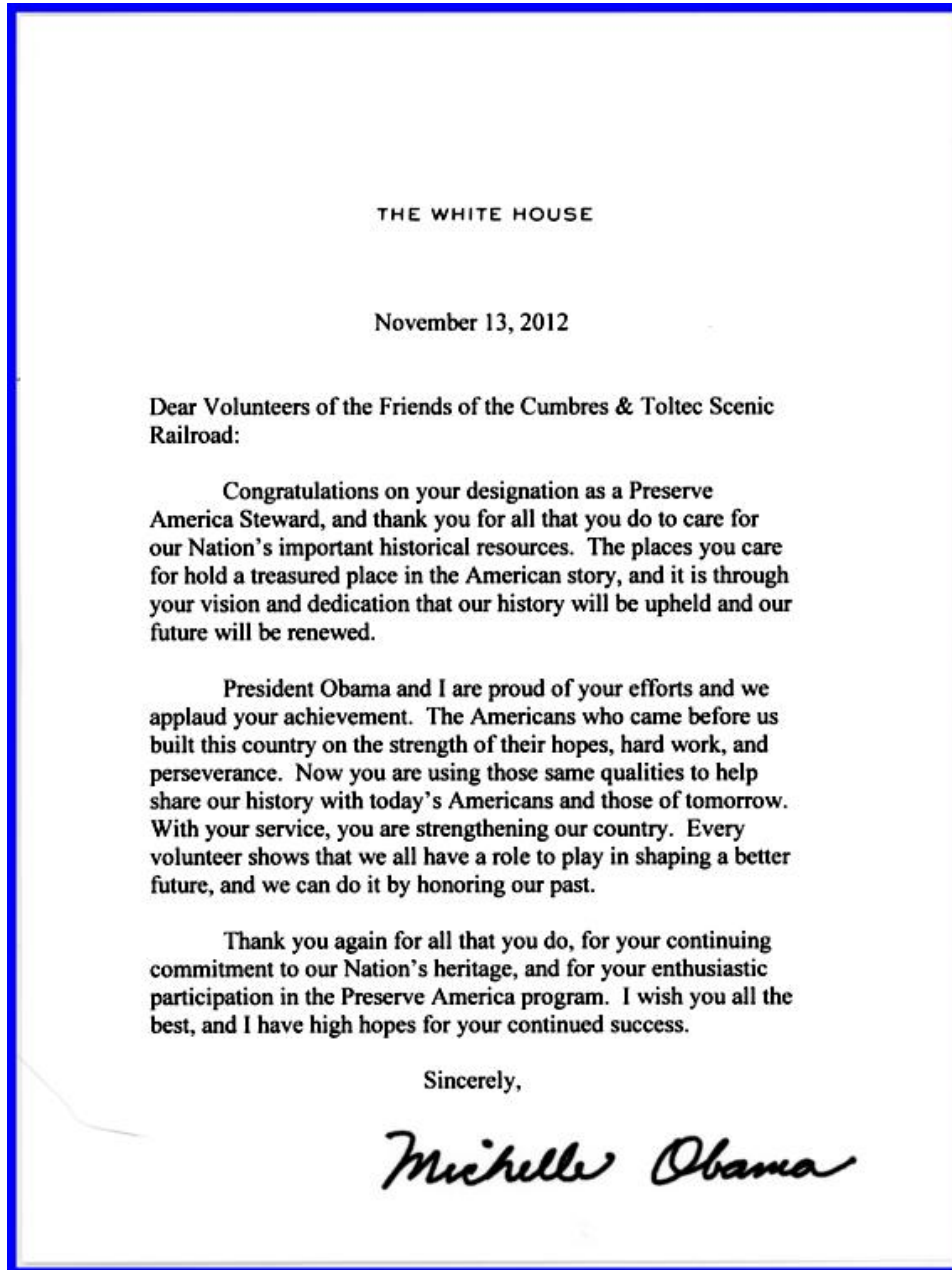 THE WHITE HOUSE
November 13, 2012
Dear Volunteers of the Friends of the Cumbres & Toltec Scenic
Railroad:
Congratulations on your designation as a Preserve
America Steward, and thank you for all that you do to care for
our Nation's important historical resources. The places you care
for hold a treasured place in the American story, and it is through
your vision and dedication that our history will be upheld and our
future will be renewed.
President Obama and I are proud of your efforts and we
applaud your achievement. The Americans who came before us
built this country on the strength of their hopes, hard work, and
perseverance. Now you are using those same qualities to help
share our history with today's Americans and those of tomorrow.
With your service, you are strengthening our country. Every
volunteer shows that we all have a role to play in shaping a better
future, and we can do it by honoring our past.
Thank you again for all that you do, for your continuing
commitment to our Nation's heritage, and for your enthusiastic
participation in the Preserve America program. I wish you all the
best, and I have high hopes for your continued success.
Sincerely,
Michelle Obama